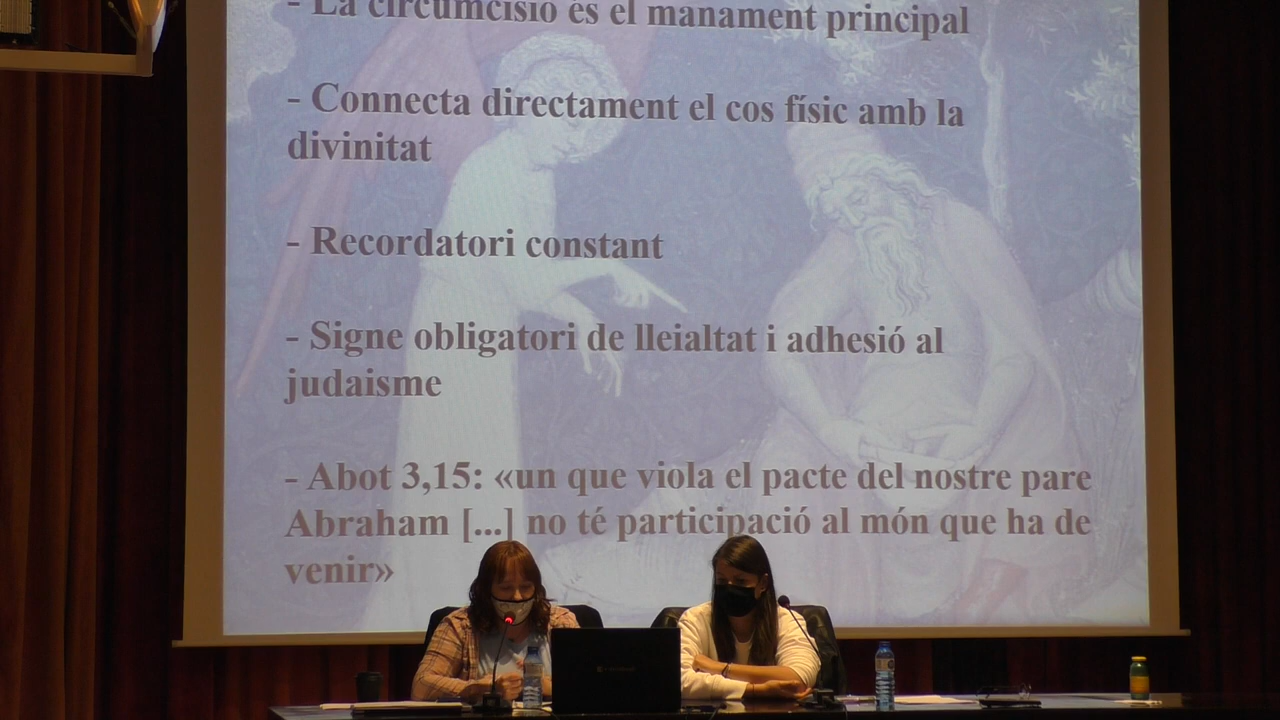 - La circumcisió és el manament principal
- Connecta directament el cos físic amb la
divinitat
- Recordatori constant
- Signe obligatori de lleialtat i adhesió al
judaisme
- Abot 3,15: «un que viola el pacte del nostre pare
Abraham [...] no té participació al món que ha de
venir»